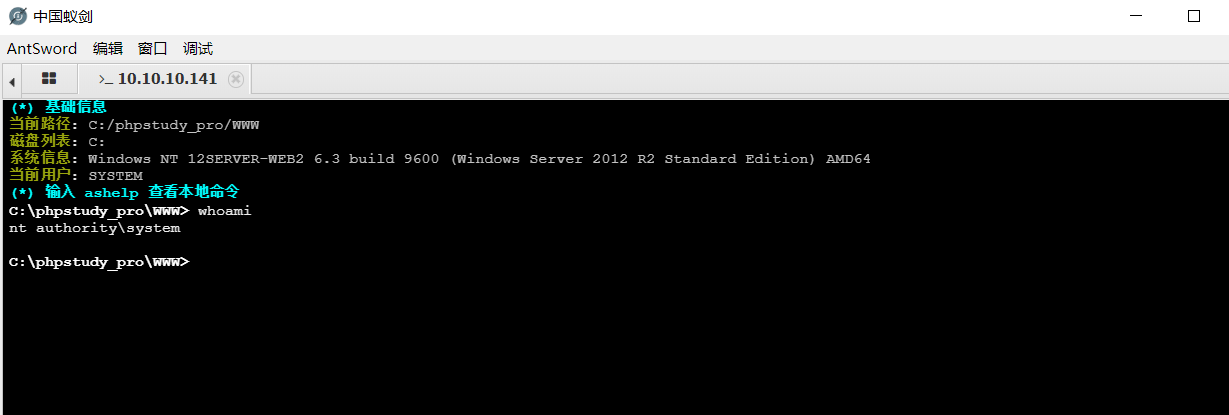 中国蚁剑
AntSword 编辑 窗口 调试
>_ 10.10.10.141
(*) 基础信息
当前路径: C:/phpstudy_pro/WWW
磁盘列表: C:
系统信息: Windows NT 12SERVER-WEB2 6.3 build 9600 (Windows Server 2012 R2 Standard Edition) AMD64
当前用户: SYSTEM
(*) 输入 ashelp 查看本地命令
C:\phpstudy_pro\WWW> whoami
nt authority\system
C:\phpstudy_pro\WWW>